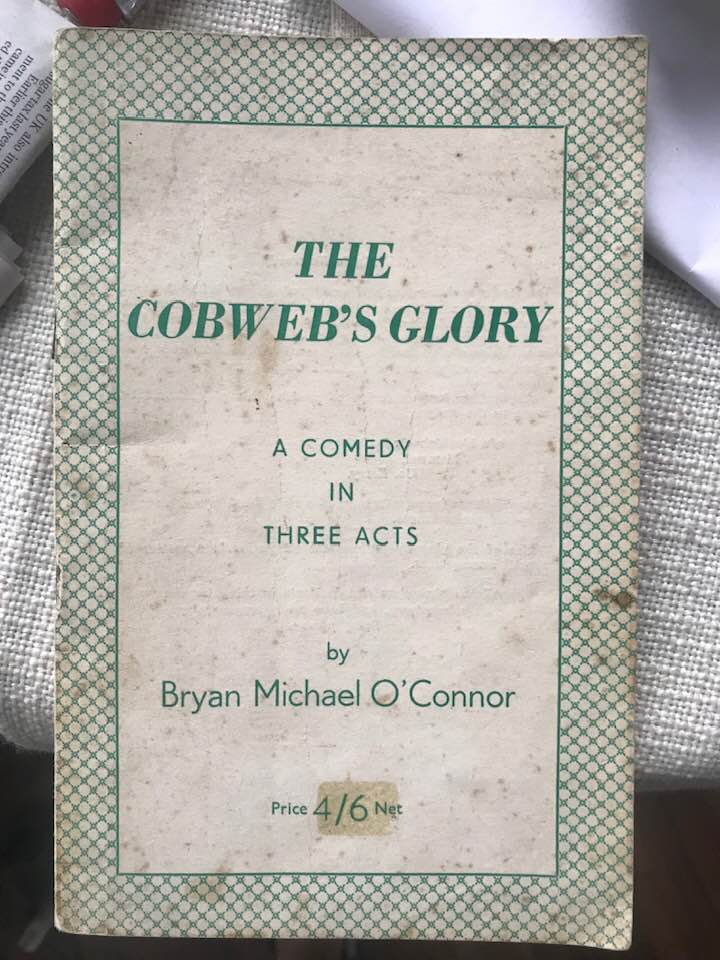 THE
COBWEB'S GLORY
A COMEDY
IN
THREE ACTS
by
Bryan Michael O'Connor
Price 4/6 Net